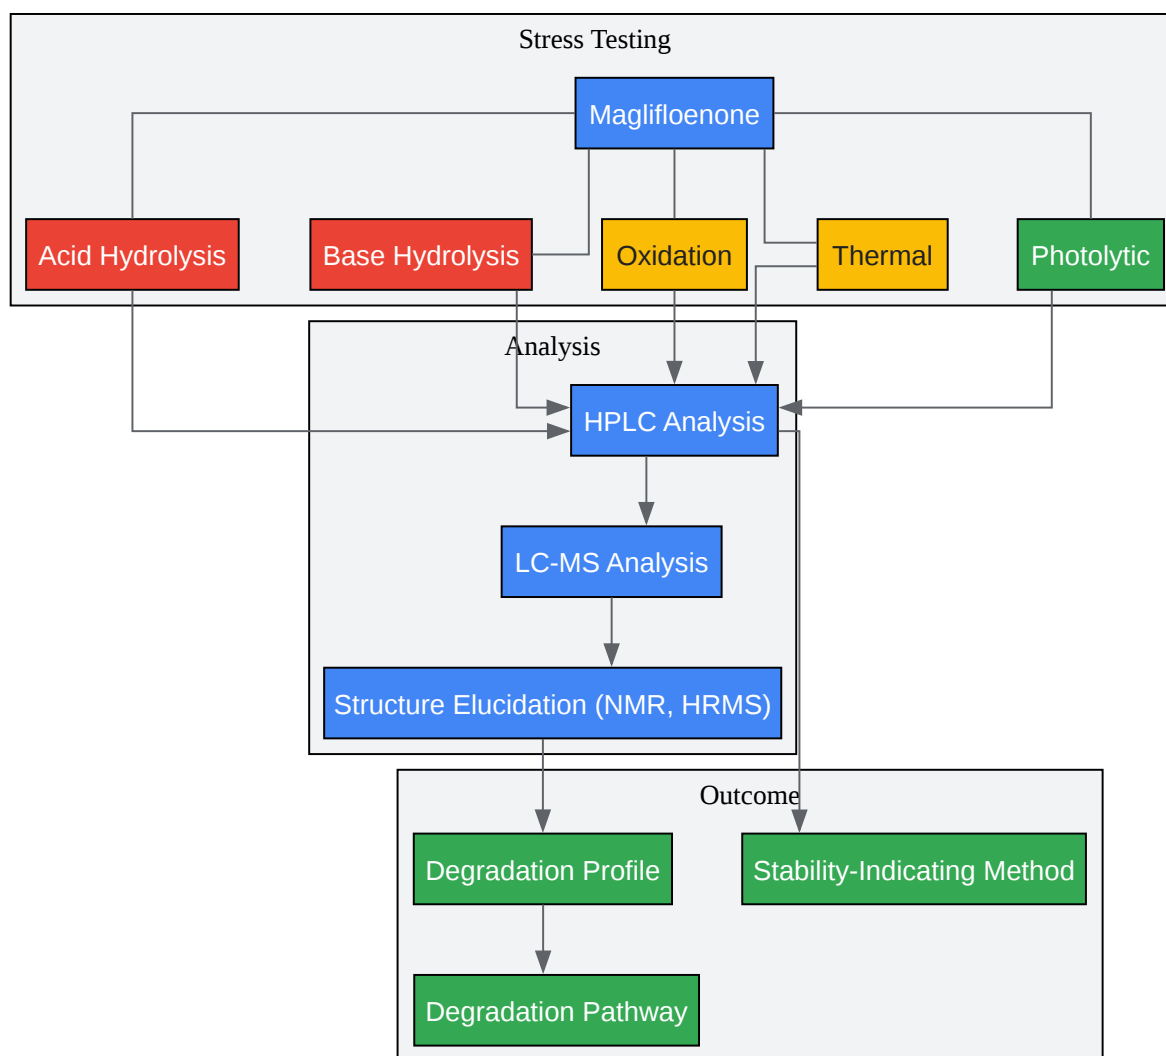 Stress Testing
Maglifloenone
Acid Hydrolysis
Base Hydrolysis
Oxidation
Thermal
Photolytic
Analysis
HPLC Analysis
LC-MS Analysis
Structure Elucidation (NMR, HRMS)
Outcome
Degradation Profile
Stability-Indicating Method
Degradation Pathway